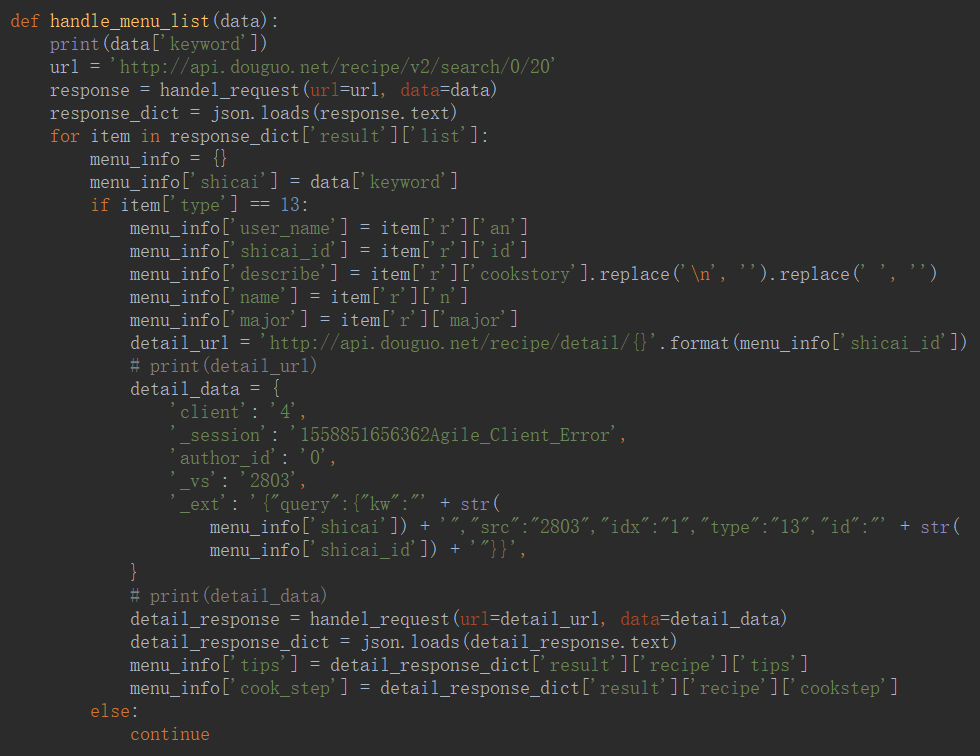 def handle_menu_list(data):
    print(data['keyword'])
    url = 'http://api.douguo.net/recipe/v2/search/0/20'
    response = handel_request(url=url, data=data)
    response_dict = json.loads(response.text)
    for item in response_dict['result']['list']:
        menu_info = {}
        menu_info['shicai'] = data['keyword']
        if item['type'] == 13:
            menu_info['user_name'] = item['r']['an']
            menu_info['shicai_id'] = item['r']['id']
            menu_info['describe'] = item['r']['cookstory'].replace('\n', '').replace(' ', '')
            menu_info['name'] = item['r']['n']
            menu_info['major'] = item['r']['major']
            detail_url = 'http://api.douguo.net/recipe/detail/{}'.format(menu_info['shicai_id'])
            # print(detail_url)
            detail_data = {
                'client': '4',
                '_session': '1558851656362Agile_Client_Error',
                'author_id': '0',
                '_vs': '2803',
                '_ext': '{"query":{"kw":"' + str(
                    menu_info['shicai']) + '","src":"2803","idx":"1","type":"13","id":"' + str(
                    menu_info['shicai_id']) + '"}}',
            }
            # print(detail_data)
            detail_response = handel_request(url=detail_url, data=detail_data)
            detail_response_dict = json.loads(detail_response.text)
            menu_info['tips'] = detail_response_dict['result']['recipe']['tips']
            menu_info['cook_step'] = detail_response_dict['result']['recipe']['cookstep']
        else:
            continue